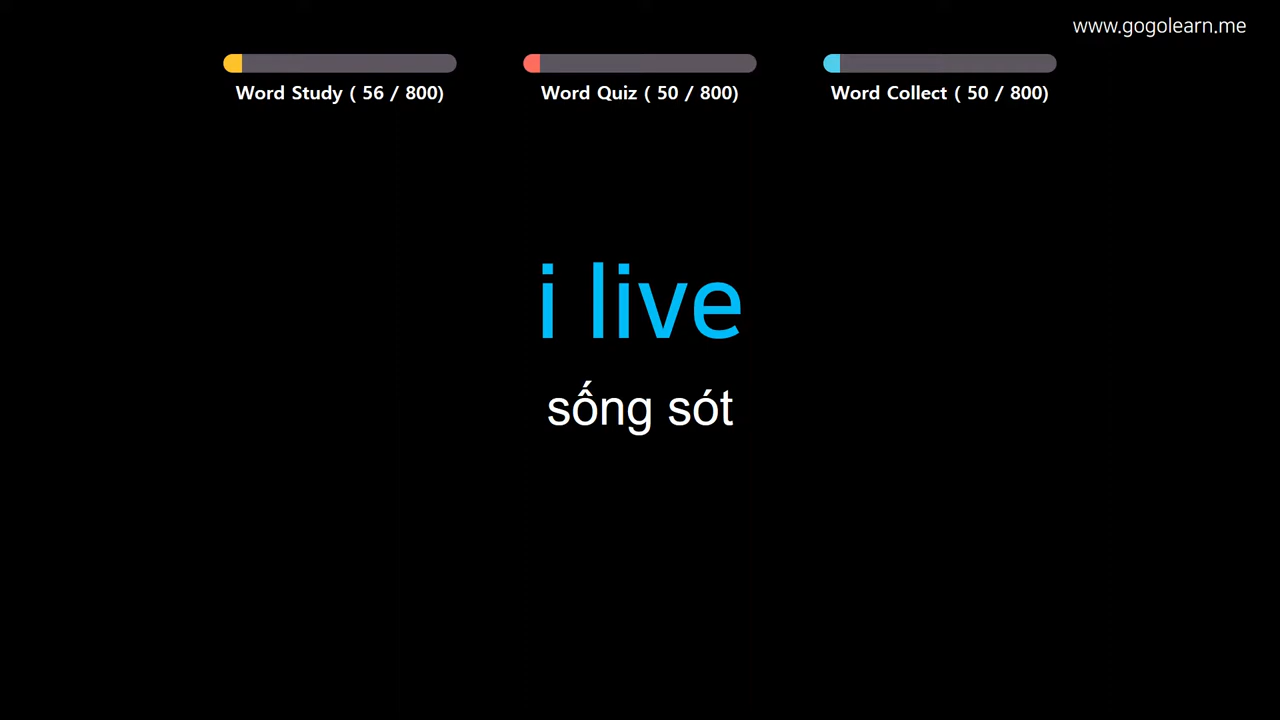 www.gogolearn.me
Word Study ( 56 / 800)
Word Quiz ( 50 / 800)
Word Collect ( 50 / 800)
i live
sống sót